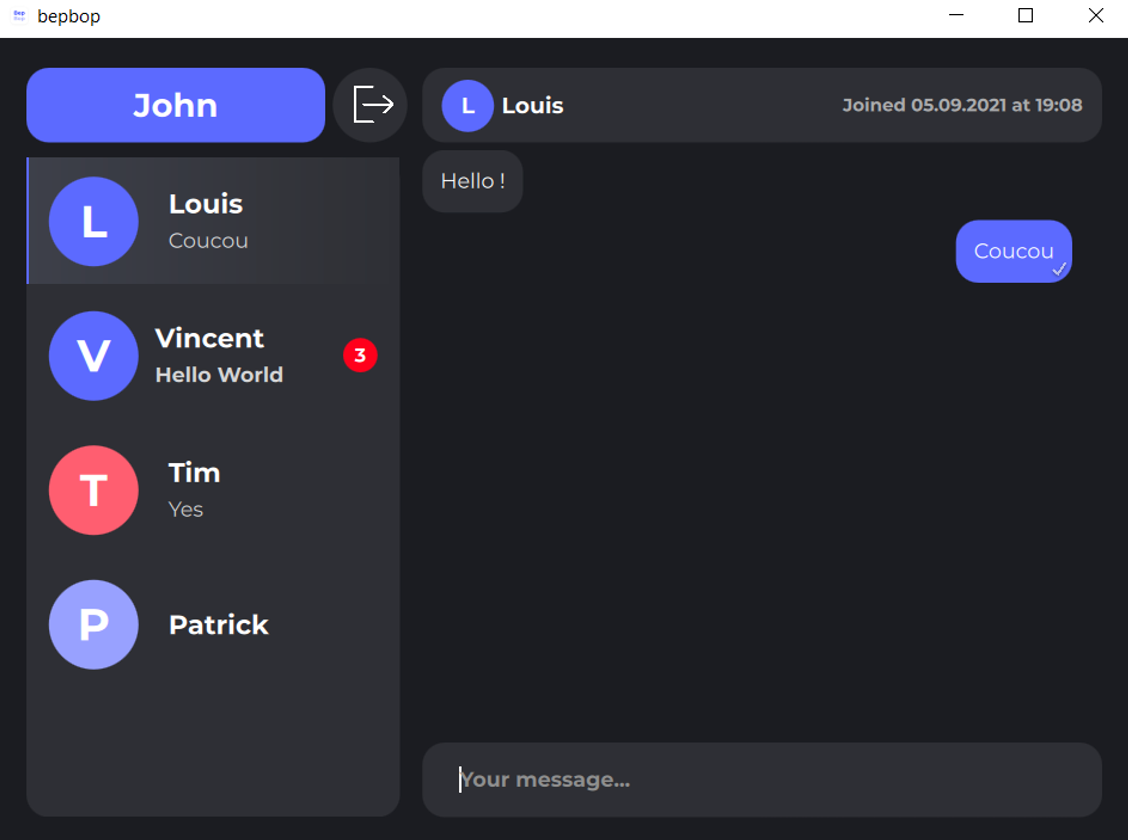 bepbop
John
L
Louis
Coucou
V
Vincent
Hello World
3
T
Tim
Yes
P
Patrick
L Louis Joined 05.09.2021 at 19:08
Hello !
Coucou
Your message...